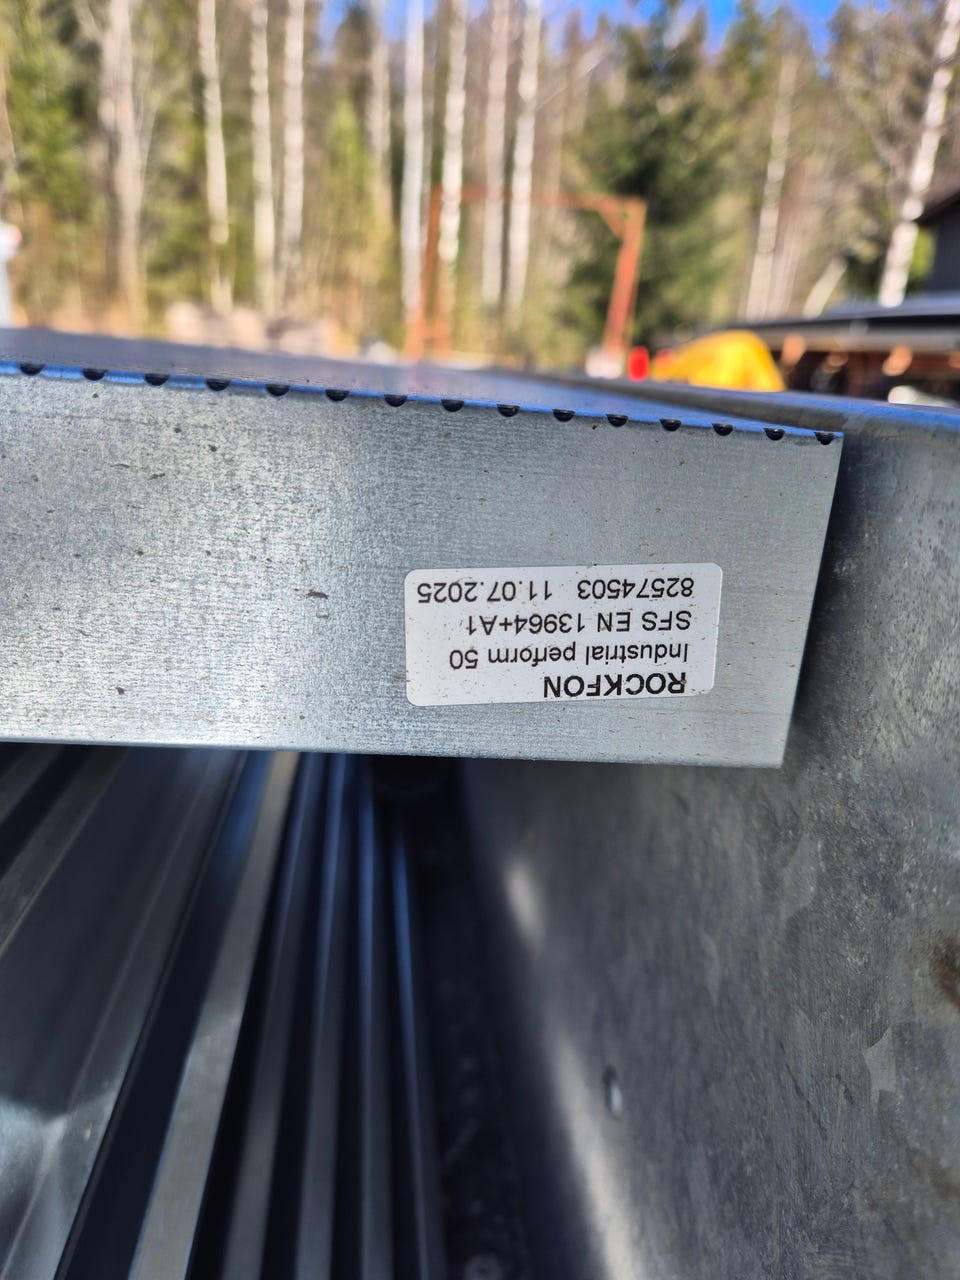 ROCKFON
Industrial perform 50
SFS EN 13964+A1
82574503 11.07.2025